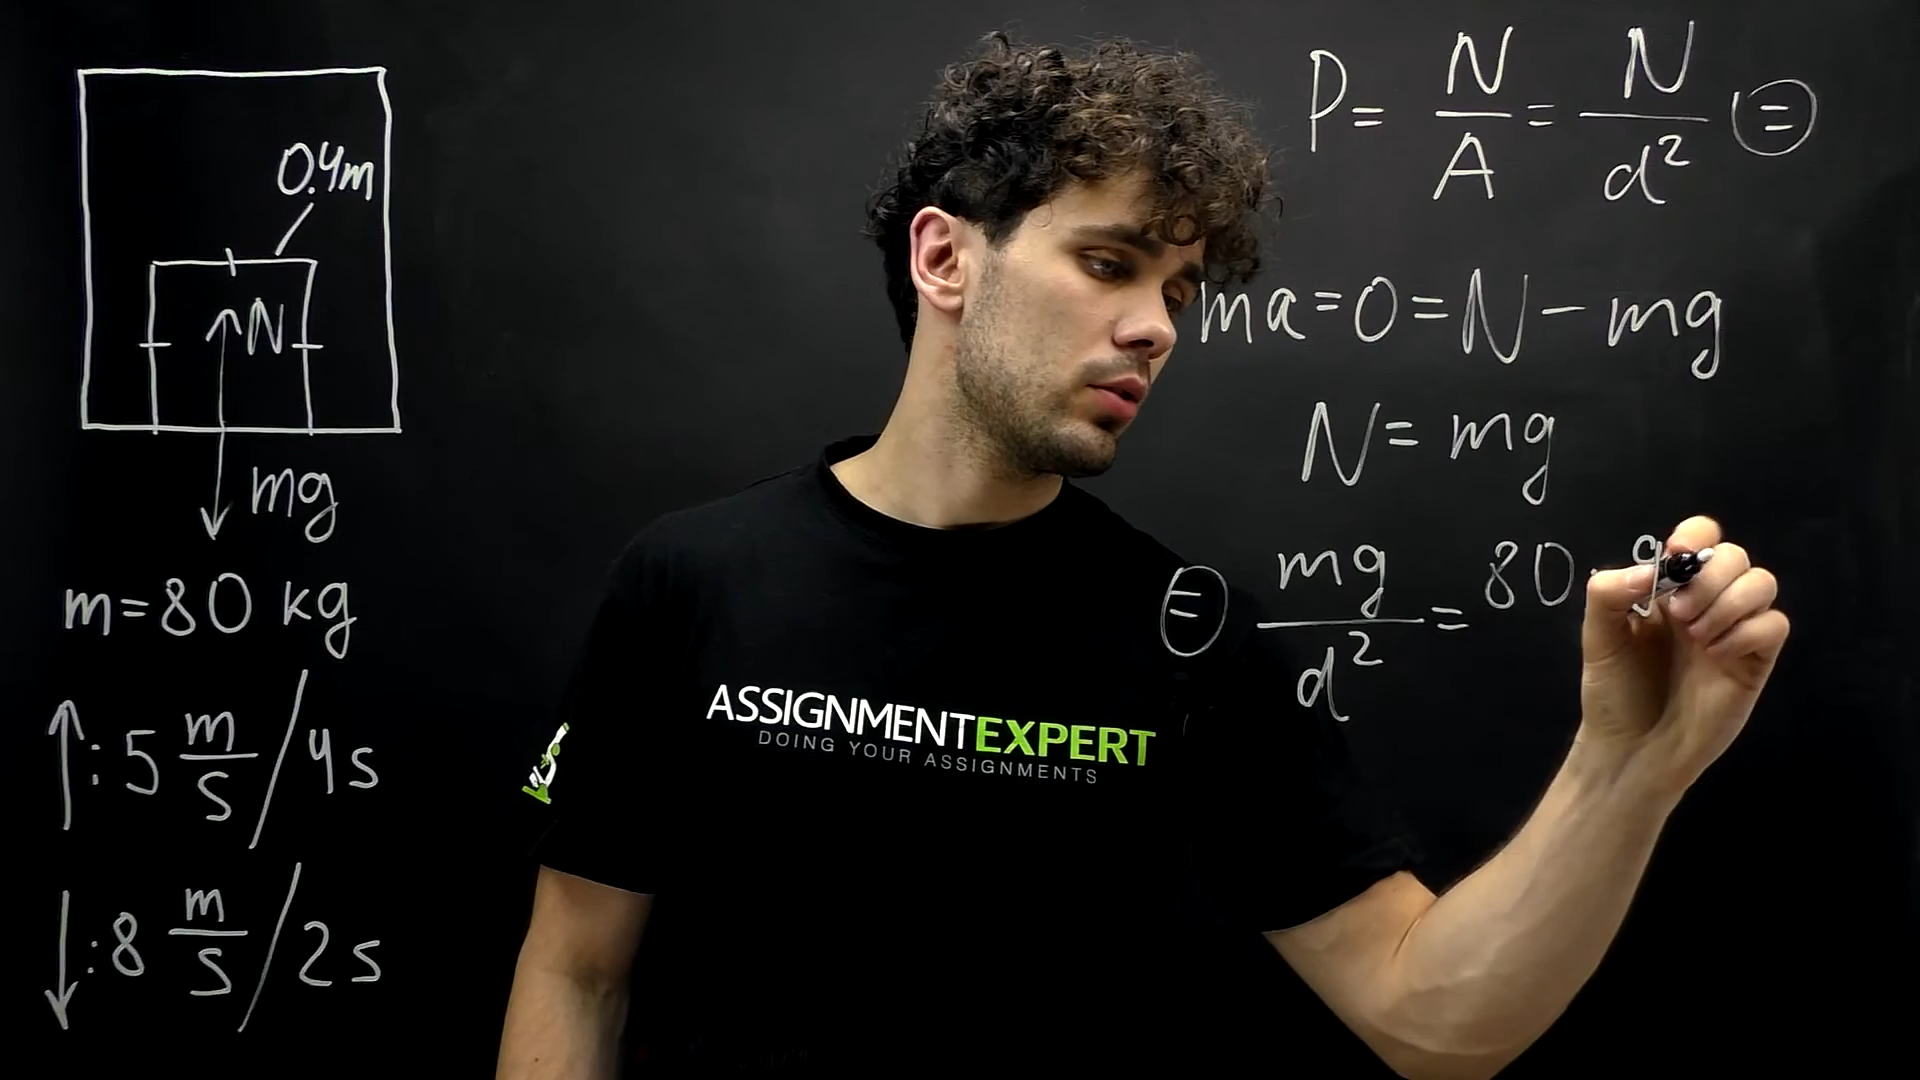 0.4m
N
mg
m=80 kg
↑: 5 m/s / 4s
↓: 8 m/s / 2s
P = N/A = N/d² ⊜
ma=0=N-mg
N=mg
⊜ mg/d² = 80·g
ASSIGNMENTEXPERT
DOING YOUR ASSIGNMENTS